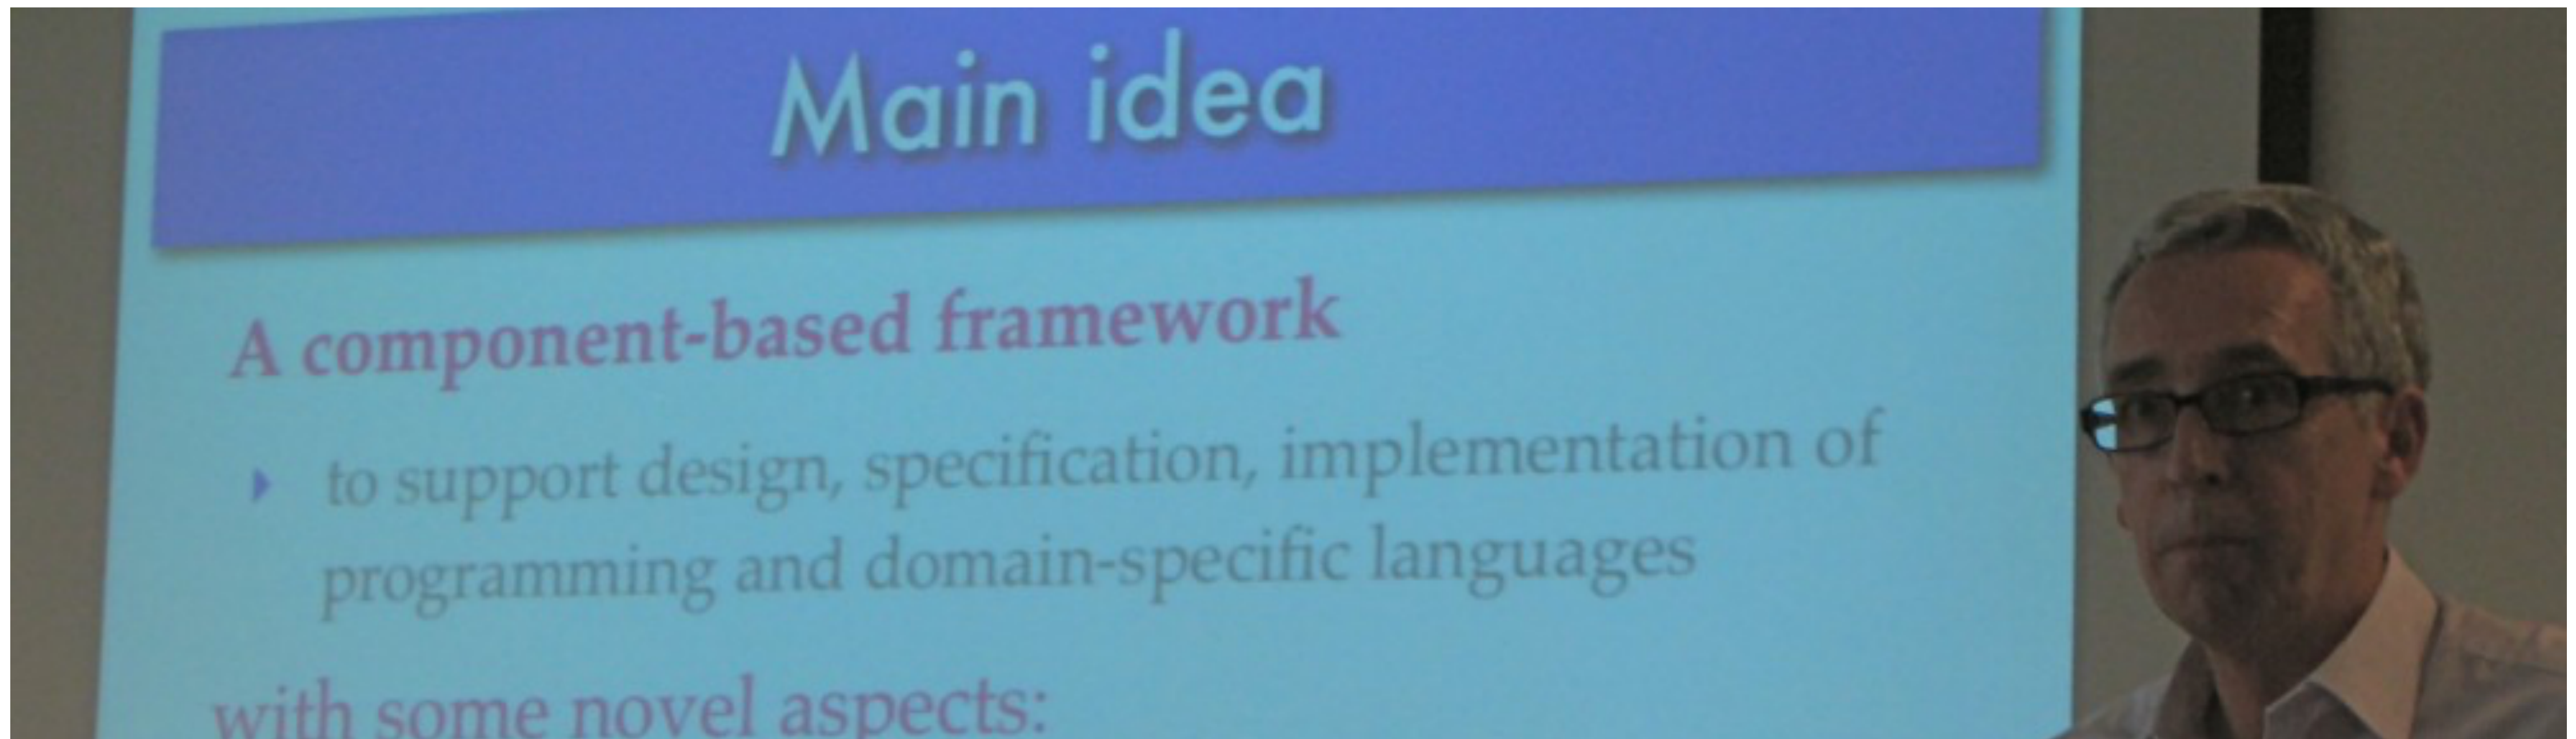 Main idea
A component-based framework
to support design, specification, implementation of
programming and domain-specific languages
with some novel aspects: